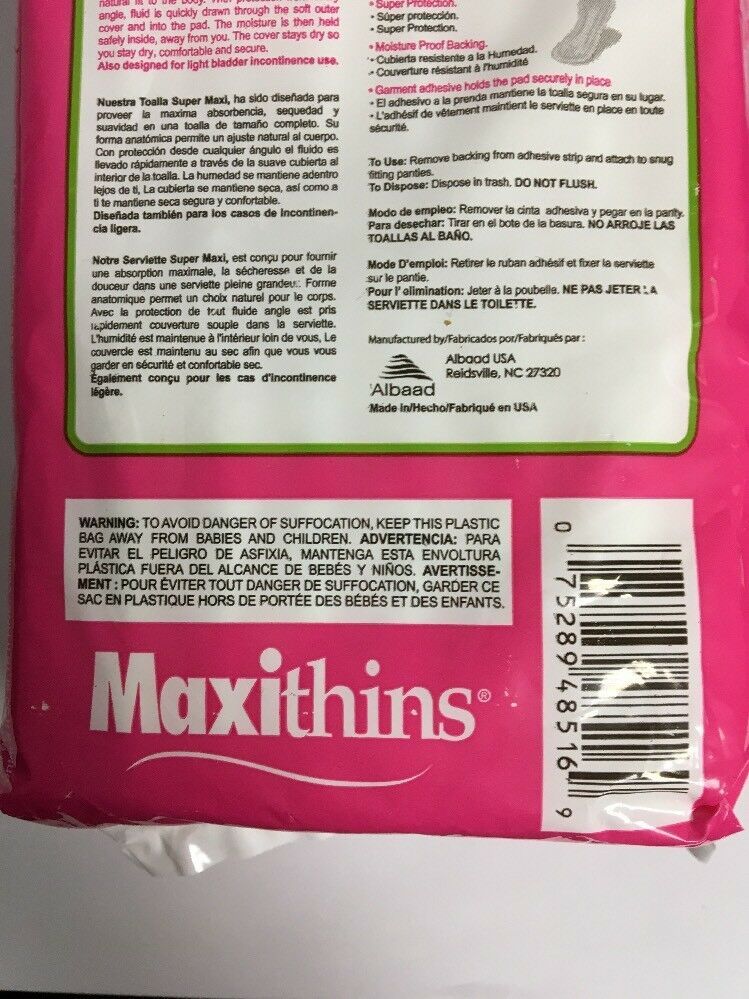 natural fit to the body. With
angle, fluid is quickly drawn through the soft outer
cover and into the pad. The moisture is then held
safely inside, away from you. The cover stays dry so
you stay dry, comfortable and secure.
Also designed for light bladder incontinence use.
Nuestra Toalla Super Maxi, ha sido diseñada para
proveer la maxima absorbencia, sequedad y
suavidad en una toalla de tamaño completo. Su
forma anatómica permite un ajuste natural al cuerpo.
Con protección desde cualquier ángulo el fluido es
llevado rápidamente a través de la suave cubierta al
interior de la toalla. La humedad se mantiene adentro
lejos de ti, La cubierta se mantiene seca, así como a
ti te mantiene seca segura y confortable.
Diseñada también para los casos de Incontinen-
cia ligera.
Notre Serviette Super Maxi, est conçu pour fournir
une absorption maximale, la sécheresse et de la
douceur dans une serviette pleine grandeur. Forme
anatomique permet un choix naturel pour le corps.
Avec la protection de tout fluide angle est pris
rapidement couverture souple dans la serviette.
L'humidité est maintenue à l'intérieur loin de vous, Le
couvercle est maintenu au sec afin que vous vous
garder en sécurité et confortable sec.
Également conçu pour les cas d'incontinence
légère.
• Super Protection.
• Súper protección.
• Super Protection.
• Moisture Proof Backing.
• Cubierta resistente a la Humedad.
• Couverture résistant à l'humidité
• Garment adhesive holds the pad securely in place
• El adhesivo a la prenda mantiene la toalla segura en su lugar.
• L'adhésif de vêtement maintient le serviette en place en toute
sécurité.
To Use: Remove backing from adhesive strip and attach to snug
fitting panties.
To Dispose: Dispose in trash. DO NOT FLUSH.
Modo de empleo: Remover la cinta adhesiva y pegar en la panty.
Para desechar: Tirar en el bote de la basura. NO ARROJE LAS
TOALLAS AL BAÑO.
Mode D'emploi: Retirer le ruban adhésif et fixer la serviette
sur le pantie.
Pour l' elimination: Jeter à la poubelle. NE PAS JETER LA
SERVIETTE DANS LE TOILETTE.
Manufactured by/Fabricados por/Fabriqués par :
Albaad USA
Reidsville, NC 27320
Albaad
Made in/Hecho/Fabriqué en USA
WARNING: TO AVOID DANGER OF SUFFOCATION, KEEP THIS PLASTIC
BAG AWAY FROM BABIES AND CHILDREN. ADVERTENCIA: PARA
EVITAR EL PELIGRO DE ASFIXIA, MANTENGA ESTA ENVOLTURA
PLÁSTICA FUERA DEL ALCANCE DE BEBÉS Y NIÑOS. AVERTISSE-
MENT : POUR ÉVITER TOUT DANGER DE SUFFOCATION, GARDER CE
SAC EN PLASTIQUE HORS DE PORTÉE DES BÉBÉS ET DES ENFANTS.
Maxithins®
0 75289 48516 9